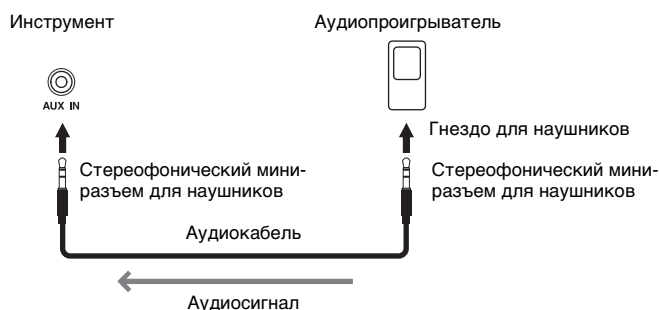 Инструмент
Аудиопроигрыватель
AUX IN
Гнездо для наушников
Стереофонический мини-
разъем для наушников
Стереофонический мини-
разъем для наушников
Аудиокабель
Аудиосигнал